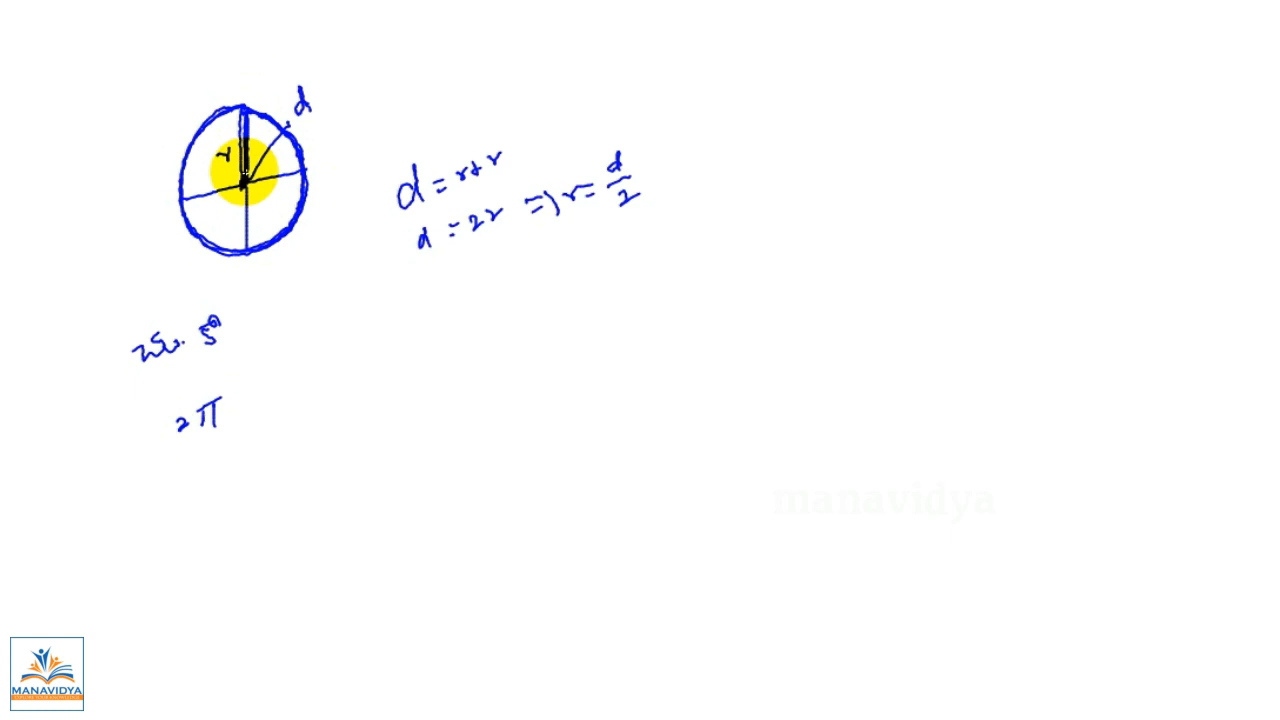 d
r
d = r + r
d = 2r ⇒ r = d/2
2π
manavidya
MANAVIDYA